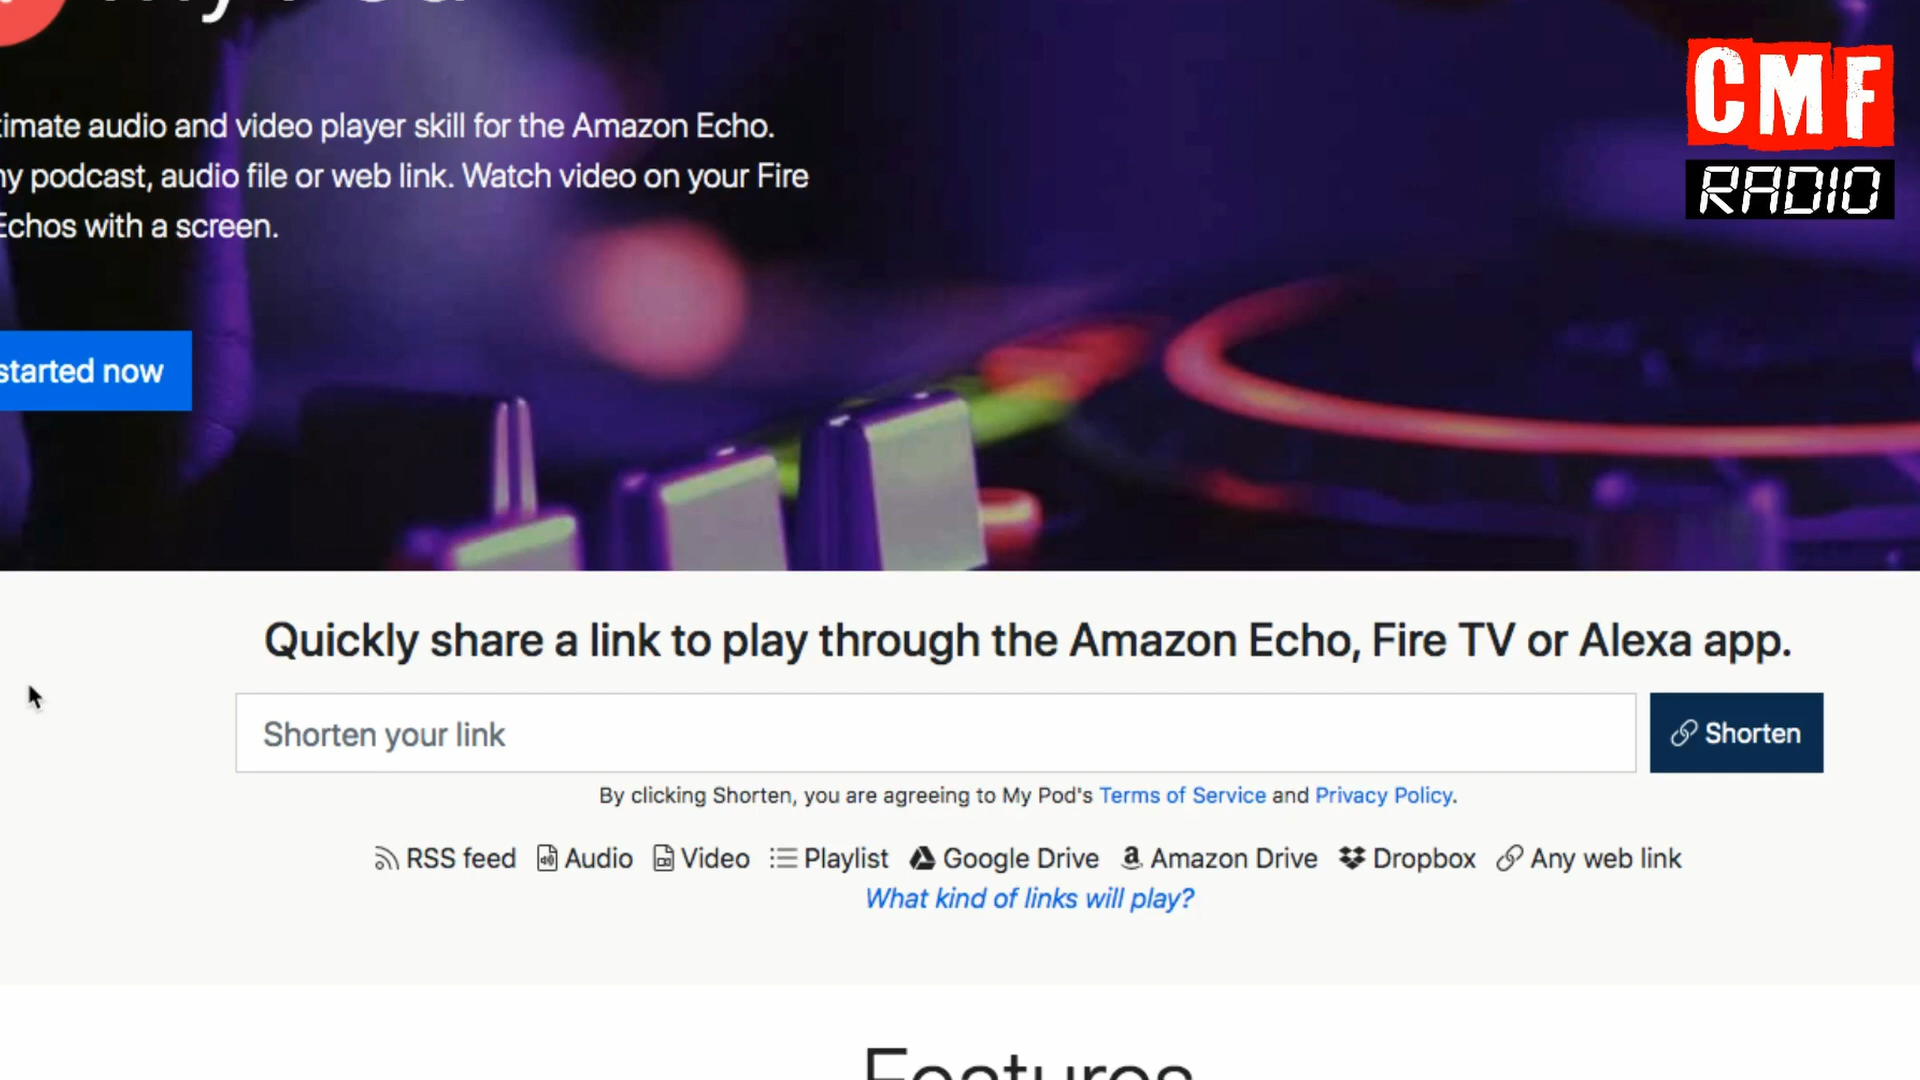 My Pod
timate audio and video player skill for the Amazon Echo.
ny podcast, audio file or web link. Watch video on your Fire
Echos with a screen.
started now
CMF
RADIO
Quickly share a link to play through the Amazon Echo, Fire TV or Alexa app.
Shorten your link
Shorten
By clicking Shorten, you are agreeing to My Pod's Terms of Service and Privacy Policy.
RSS feed Audio Video Playlist Google Drive Amazon Drive Dropbox Any web link
What kind of links will play?
Features